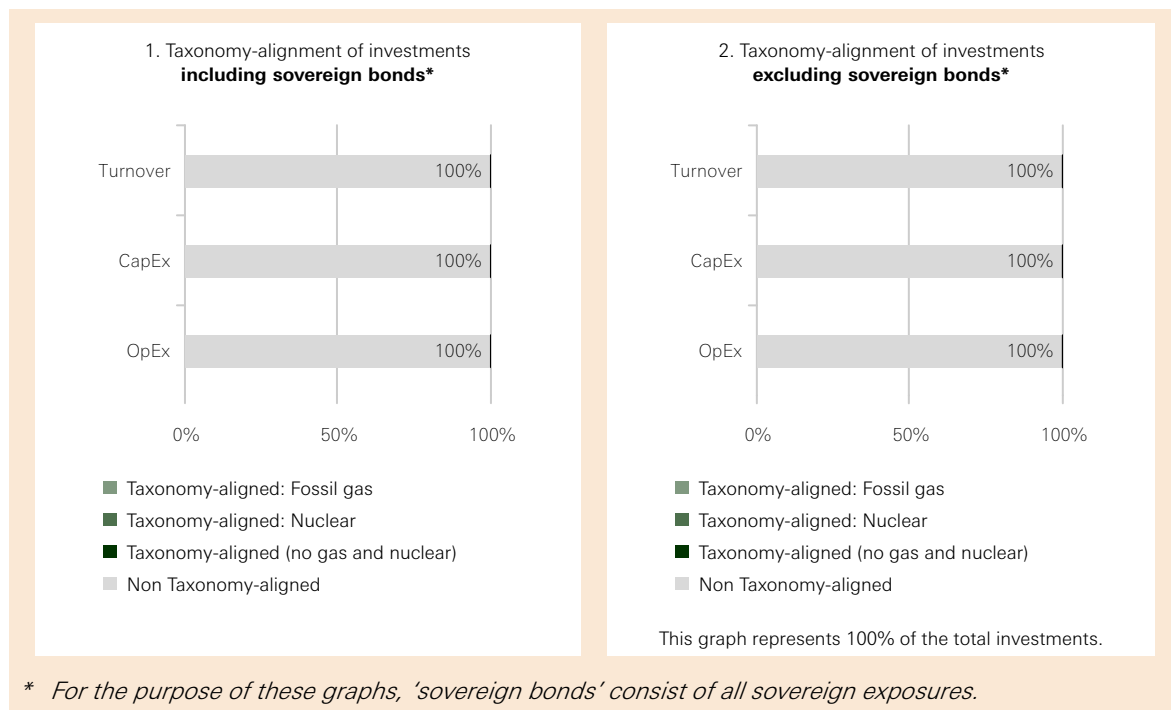 1. Taxonomy-alignment of investments
including sovereign bonds*
Turnover
100%
CapEx
100%
OpEx
100%
0%
50%
100%
Taxonomy-aligned: Fossil gas
Taxonomy-aligned: Nuclear
Taxonomy-aligned (no gas and nuclear)
Non Taxonomy-aligned
2. Taxonomy-alignment of investments
excluding sovereign bonds*
Turnover
100%
CapEx
100%
OpEx
100%
0%
50%
100%
Taxonomy-aligned: Fossil gas
Taxonomy-aligned: Nuclear
Taxonomy-aligned (no gas and nuclear)
Non Taxonomy-aligned
This graph represents 100% of the total investments.
* For the purpose of these graphs, ‘sovereign bonds’ consist of all sovereign exposures.